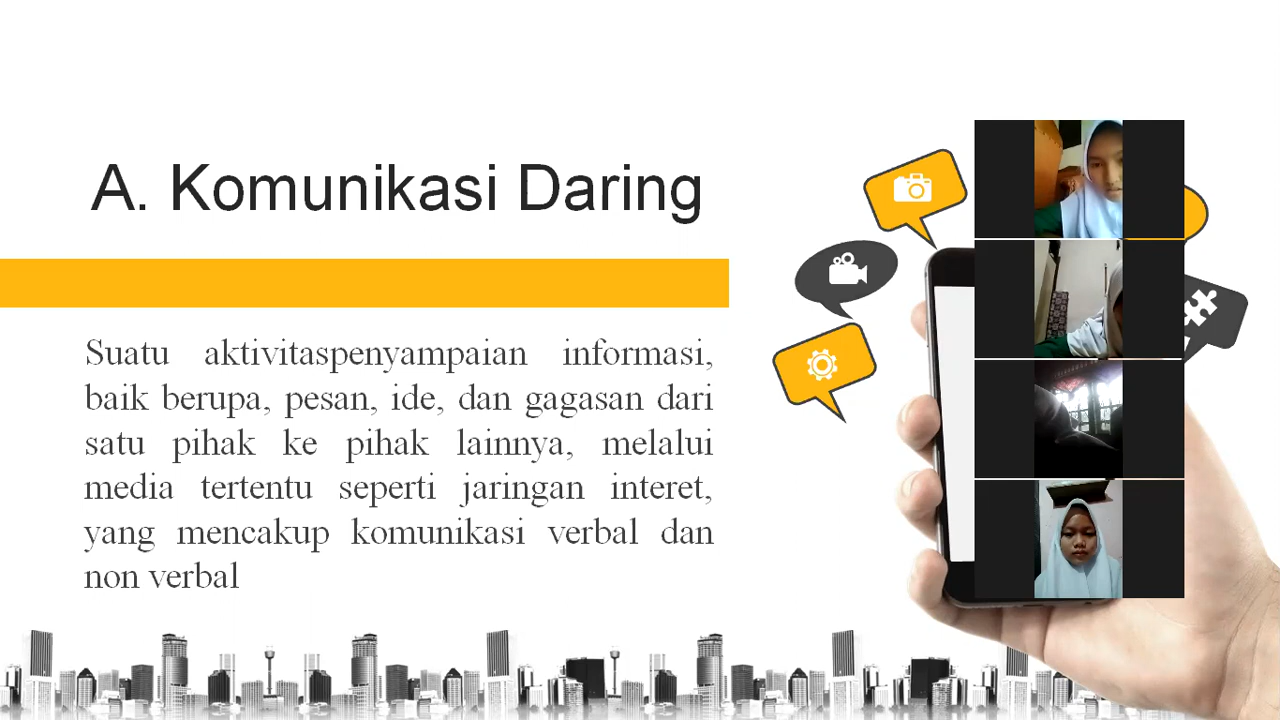 A. Komunikasi Daring
Suatu aktivitaspenyampaian informasi,
baik berupa, pesan, ide, dan gagasan dari
satu pihak ke pihak lainnya, melalui
media tertentu seperti jaringan interet,
yang mencakup komunikasi verbal dan
non verbal